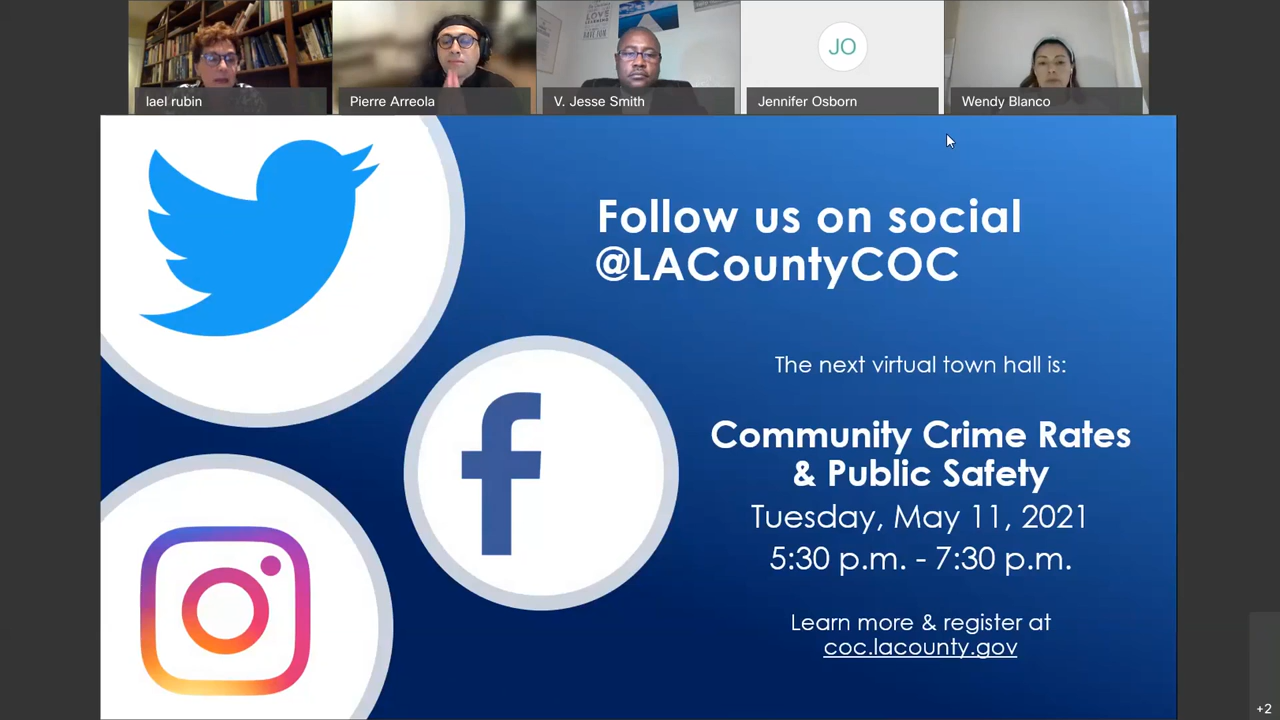 lael rubin
Pierre Arreola
V. Jesse Smith
JO
Jennifer Osborn
Wendy Blanco
Follow us on social
@LACountyCOC
The next virtual town hall is:
Community Crime Rates
& Public Safety
Tuesday, May 11, 2021
5:30 p.m. - 7:30 p.m.
Learn more & register at
coc.lacounty.gov
+2